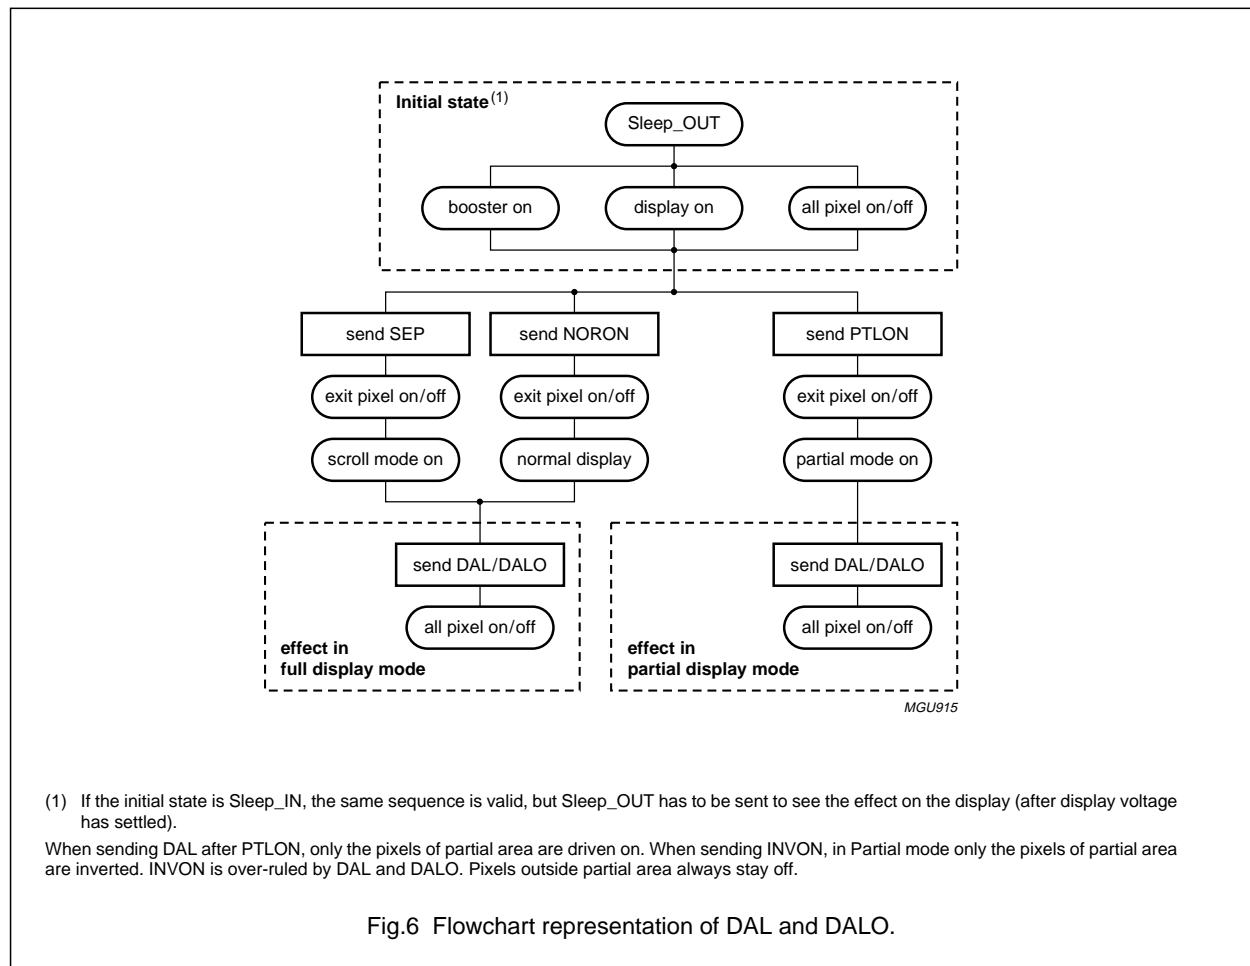 Initial state(1)
Sleep_OUT
booster on
display on
all pixel on/off
send SEP
send NORON
send PTLON
exit pixel on/off
exit pixel on/off
exit pixel on/off
scroll mode on
normal display
partial mode on
send DAL/DALO
send DAL/DALO
all pixel on/off
all pixel on/off
effect in
full display mode
effect in
partial display mode
MGU915
(1) If the initial state is Sleep_IN, the same sequence is valid, but Sleep_OUT has to be sent to see the effect on the display (after display voltage
has settled).
When sending DAL after PTLON, only the pixels of partial area are driven on. When sending INVON, in Partial mode only the pixels of partial area
are inverted. INVON is over-ruled by DAL and DALO. Pixels outside partial area always stay off.
Fig.6 Flowchart representation of DAL and DALO.